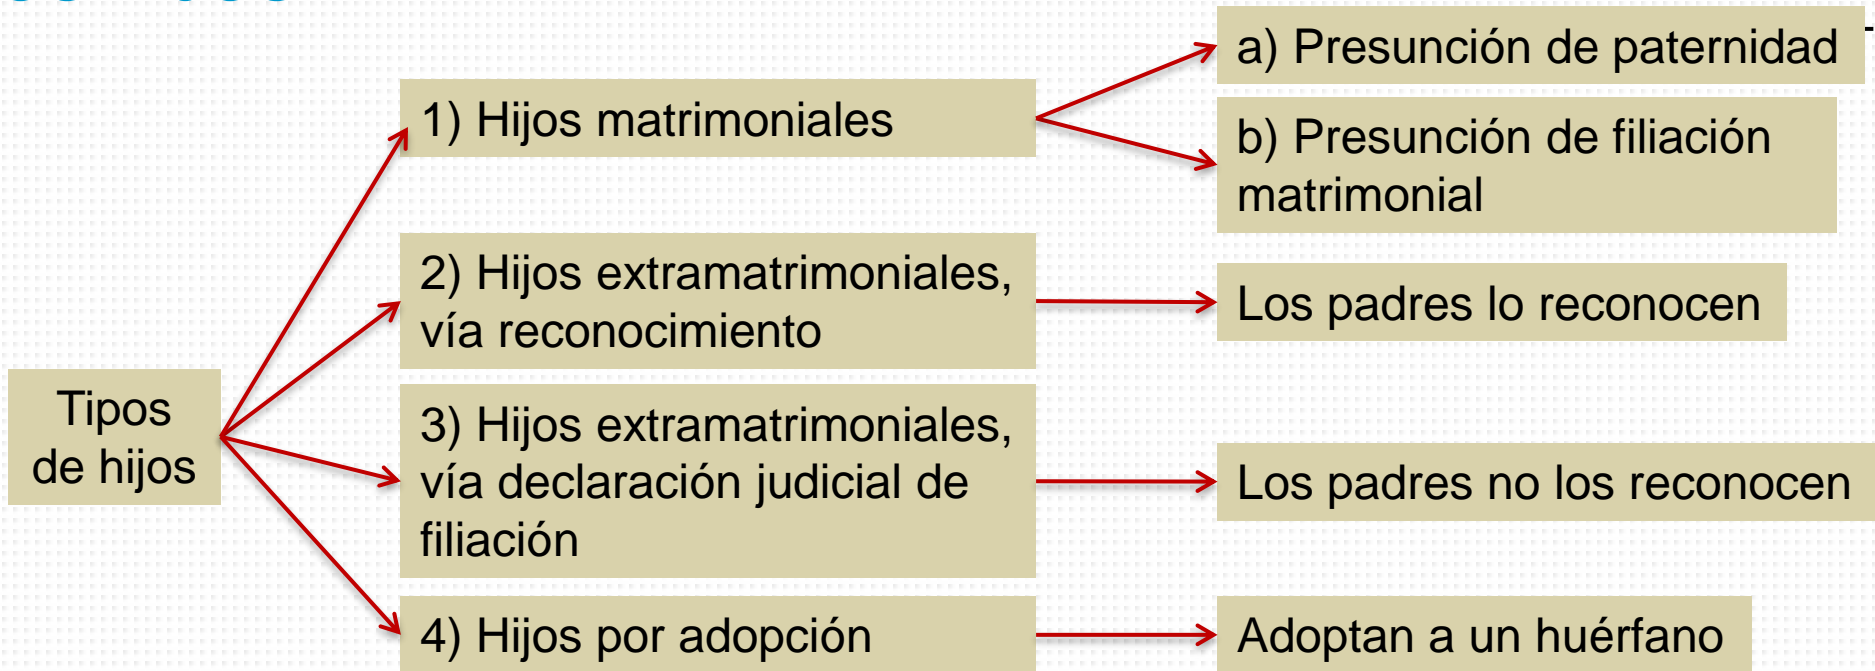 a) Presunción de paternidad
1) Hijos matrimoniales
b) Presunción de filiación
matrimonial
2) Hijos extramatrimoniales,
vía reconocimiento
Los padres lo reconocen
Tipos
de hijos
3) Hijos extramatrimoniales,
vía declaración judicial de
filiación
Los padres no los reconocen
4) Hijos por adopción
Adoptan a un huérfano